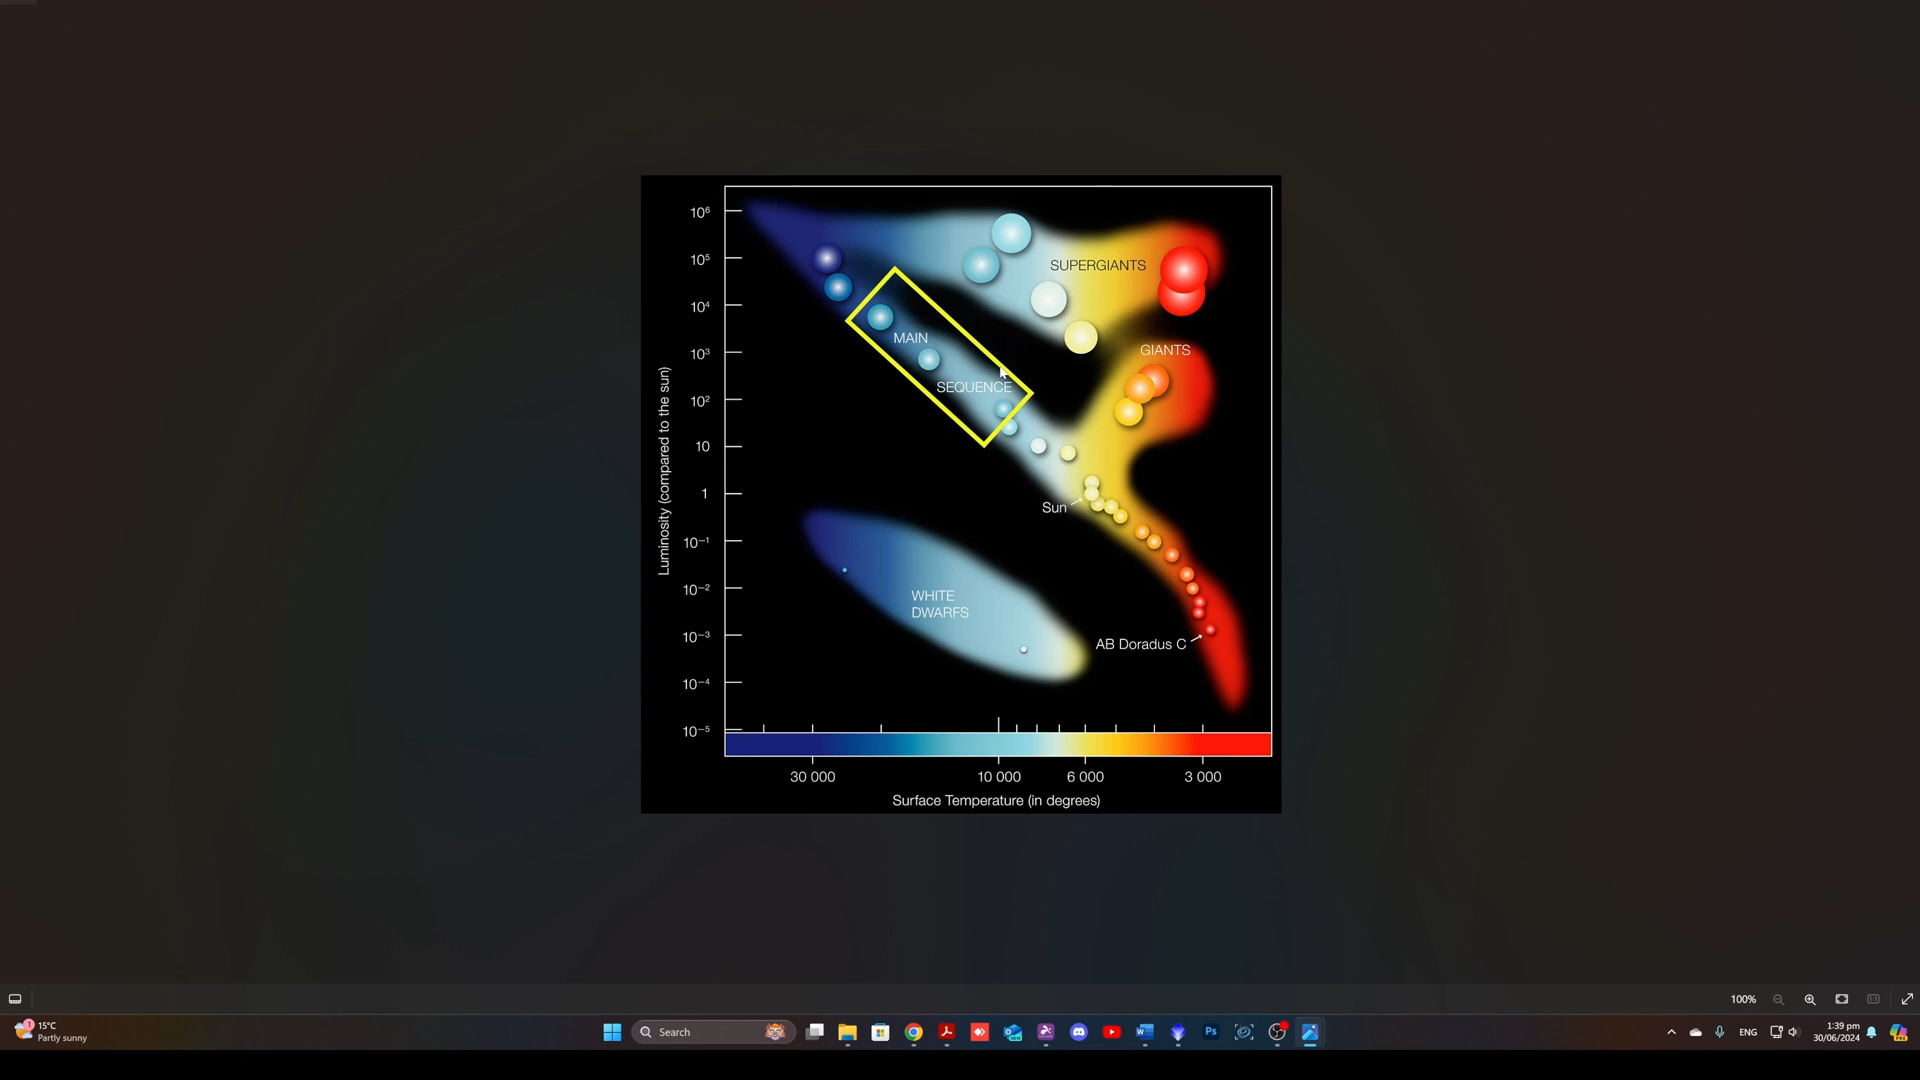 10⁶
10⁵
SUPERGIANTS
10⁴
MAIN
10³
GIANTS
SEQUENCE
10²
10
1
Sun
10⁻¹
10⁻²
WHITE
DWARFS
10⁻³
AB Doradus C
10⁻⁴
10⁻⁵
Luminosity (compared to the sun)
30 000 10 000 6 000 3 000
Surface Temperature (in degrees)
100%
1
15°C
Partly sunny
Search
Ps
ENG
1:39 pm
30/06/2024